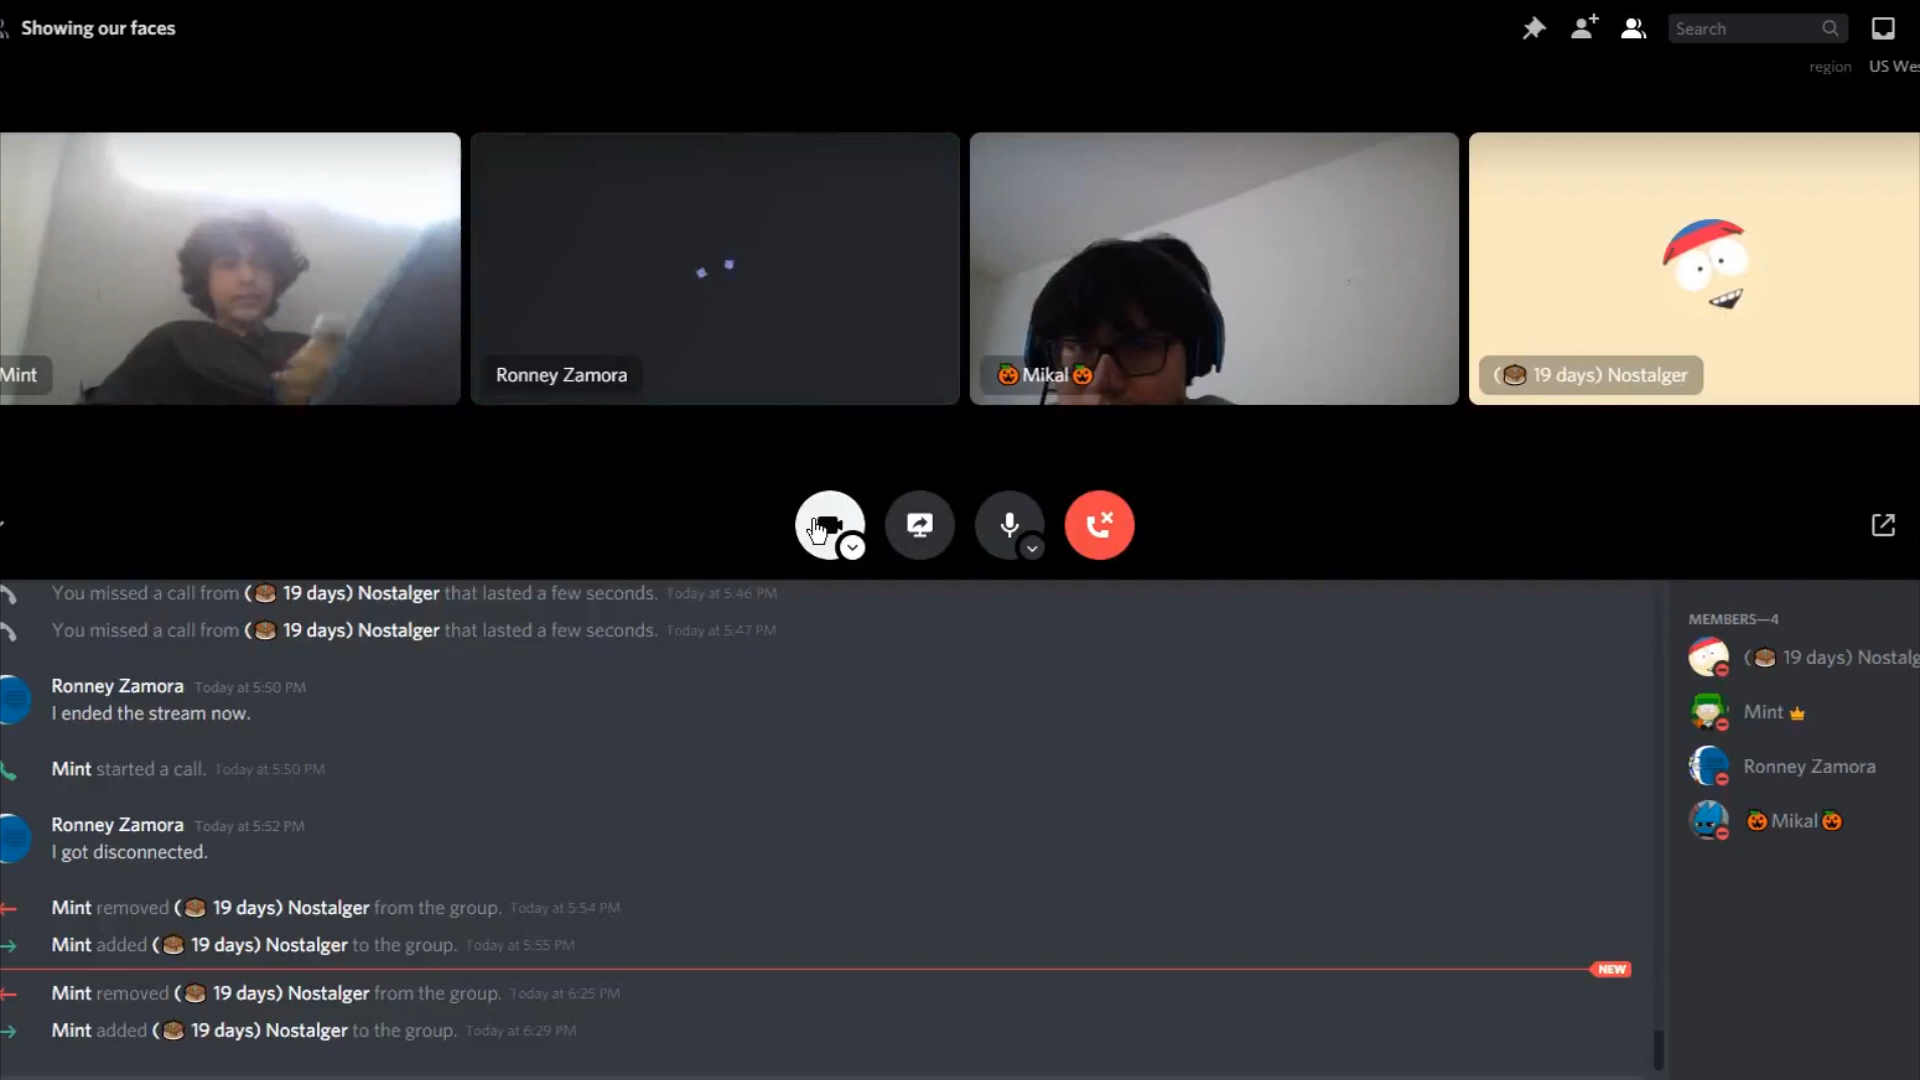 Showing our faces
Search
region US Wes
Mint
Ronney Zamora
Mikal
( 19 days) Nostalger
You missed a call from ( 19 days) Nostalger that lasted a few seconds. Today at 5:46 PM
You missed a call from ( 19 days) Nostalger that lasted a few seconds. Today at 5:47 PM
Ronney Zamora Today at 5:50 PM
I ended the stream now.
Mint started a call. Today at 5:50 PM
Ronney Zamora Today at 5:52 PM
I got disconnected.
Mint removed ( 19 days) Nostalger from the group. Today at 5:54 PM
Mint added ( 19 days) Nostalger to the group. Today at 5:55 PM
NEW
Mint removed ( 19 days) Nostalger from the group. Today at 6:25 PM
Mint added ( 19 days) Nostalger to the group. Today at 6:29 PM
MEMBERS—4
( 19 days) Nostalg
Mint
Ronney Zamora
Mikal